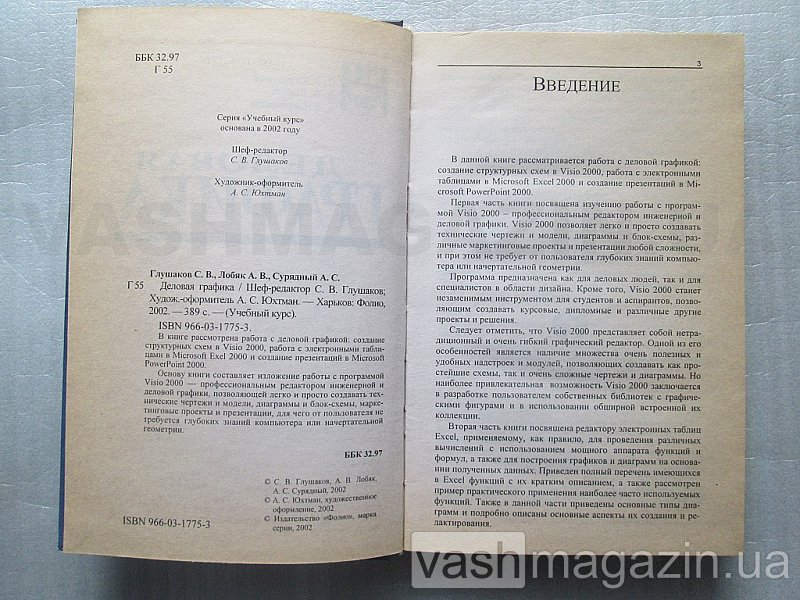 ББК 32.97
Г 55
Серия «Учебный курс»
основана в 2002 году
Шеф-редактор
С. В. Глушаков
Художник-оформитель
А. С. Юхтман
Глушаков С. В., Лобяк А. В., Сурядный А. С.
Г 55 Деловая графика / Шеф-редактор С. В. Глушаков;
Худож.-оформитель А. С. Юхтман. — Харьков: Фолио,
2002. — 389 с. — (Учебный курс).
ISBN 966-03-1775-3.
В книге рассмотрена работа с деловой графикой: создание
структурных схем в Visio 2000, работа с электронными табли-
цами в Microsoft Exel 2000 и создание презентаций в Microsoft
PowerPoint 2000.
Основу книги составляет изложение работы с программой
Visio 2000 — профессиональным редактором инженерной и
деловой графики, позволяющей легко и просто создавать тех-
нические чертежи и модели, диаграммы и блок-схемы, марке-
тинговые проекты и презентации, для чего от пользователя не
требуется глубоких знаний компьютера или начертательной
геометрии.
ББК 32.97
© С. В. Глушаков, А. В. Лобяк,
А. С. Сурядный, 2002
© А. С. Юхтман, художественное
оформление, 2002
© Издательство «Фолио», марка
серии, 2002
ISBN 966-03-1775-3
3
ВВЕДЕНИЕ
В данной книге рассматривается работа с деловой графикой:
создание структурных схем в Visio 2000, работа с электронными
таблицами в Microsoft Excel 2000 и создание презентаций в Mi-
crosoft PowerPoint 2000.
Первая часть книги посвящена изучению работы с програм-
мой Visio 2000 - профессиональным редактором инженерной
и деловой графики. Visio 2000 позволяет легко и просто создавать
технические чертежи и модели, диаграммы и блок-схемы, раз-
личные маркетинговые проекты и презентации любой сложности,
и при этом не требует от пользователя глубоких знаний компьютера
или начертательной геометрии.
Программа предназначена как для деловых людей, так и для
специалистов в области дизайна. Кроме того, Visio 2000 станет
незаменимым инструментом для студентов и аспирантов, позво-
ляющим создавать курсовые, дипломные и различные другие
проекты и решения.
Следует отметить, что Visio 2000 представляет собой нетра-
диционный и очень гибкий графический редактор. Одной из его
особенностей является наличие множества очень полезных и
удобных надстроек и модулей, позволяющих создавать как про-
стейшие схемы, так и очень сложные чертежи и диаграммы. Но
наиболее привлекательная возможность Visio 2000 заключается
в разработке пользователем собственных библиотек с графиче-
скими фигурами и в использовании обширной встроенной их
коллекции.
Вторая часть книги посвящена редактору электронных таблиц
Excel, применяемому, как правило, для проведения различных
вычислений с использованием мощного аппарата функций и
формул, а также для построения графиков и диаграмм на основа-
нии полученных данных. Приведен полный перечень имеющихся
в Excel функций с их кратким описанием, а также рассмотрен
пример практического применения наиболее часто используемых
функций. Также в данной части приведены основные типы диа-
грамм и подробно описаны основные аспекты их создания и ре-
дактирования.
vashmagazin.ua